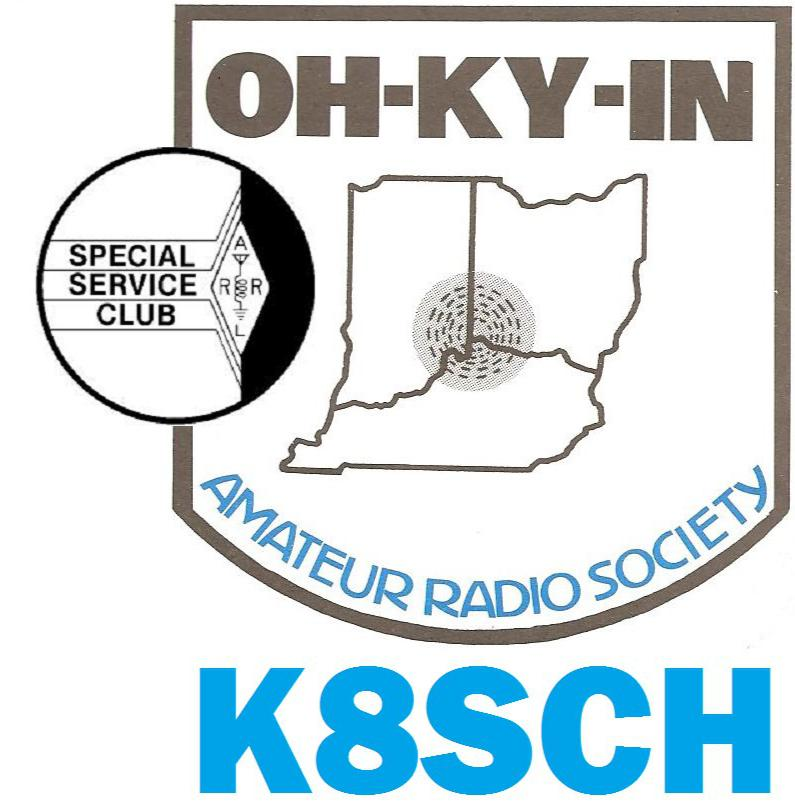 OH-KY-IN
SPECIAL
SERVICE
CLUB
A
R R
L
AMATEUR RADIO SOCIETY
K8SCH